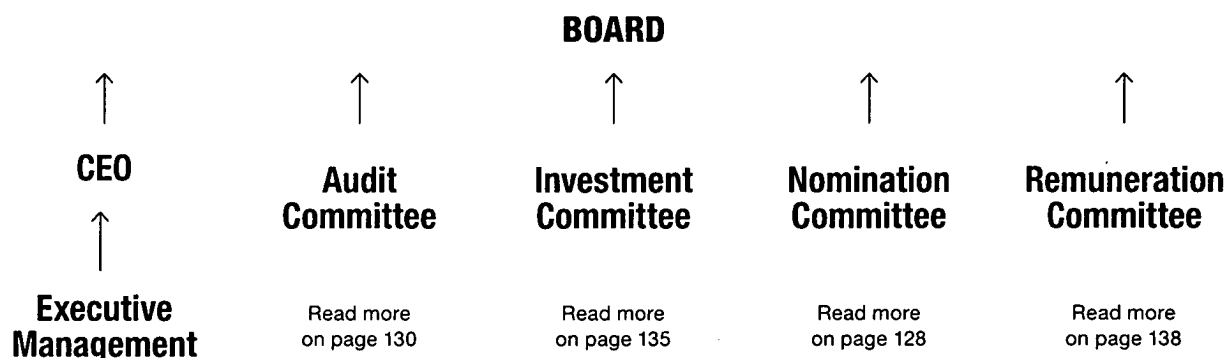 BOARD
CEO
Audit
Committee
Investment
Committee
Nomination
Committee
Remuneration
Committee
Executive
Management
Read more
on page 130
Read more
on page 135
Read more
on page 128
Read more
on page 138